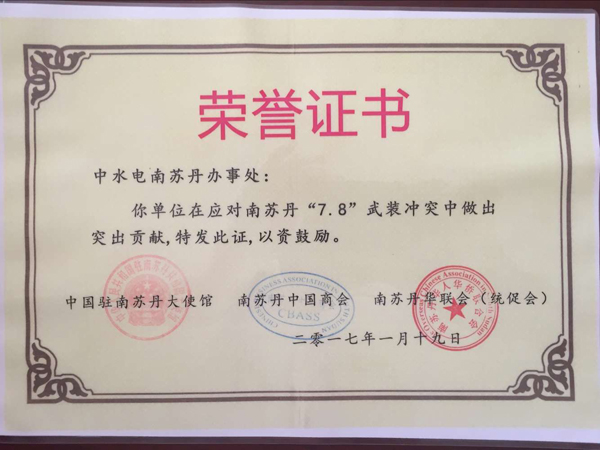 荣誉证书
中水电南苏丹办事处：
你单位在应对南苏丹“7.8”武装冲突中做出
突出贡献，特发此证，以资鼓励。
中国驻南苏丹大使馆 南苏丹中国商会 南苏丹华联会（统促会）
CBASS
二零一七年一月十九日